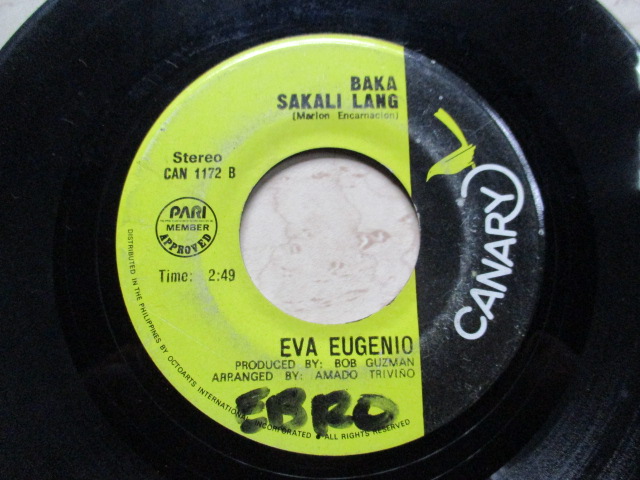 BAKA
SAKALI LANG
(Marlon Encarnacion)
Stereo
CAN 1172 B
PARI
MEMBER
APPROVED
Time: 2:49
CANARY
EVA EUGENIO
PRODUCED BY: BOB GUZMAN
ARRANGED BY: AMADO TRIVIÑO
EBRO
DISTRIBUTED IN THE PHILIPPINES BY OCTOARTS INTERNATIONAL INCORPORATED • ALL RIGHTS RESERVED